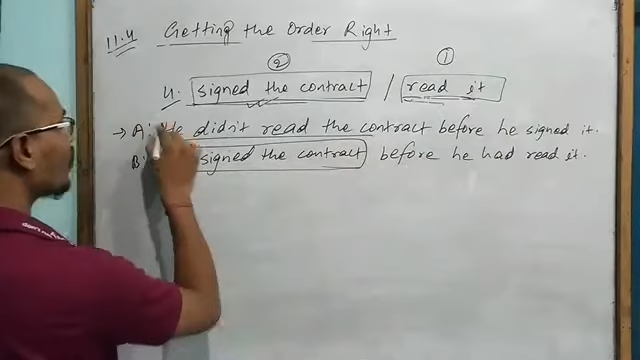 11.4 Getting the Order Right
② ①
4. signed the contract / read it
→ A: He didn't read the contract before he signed it.
B: signed the contract before he had read it.
don't